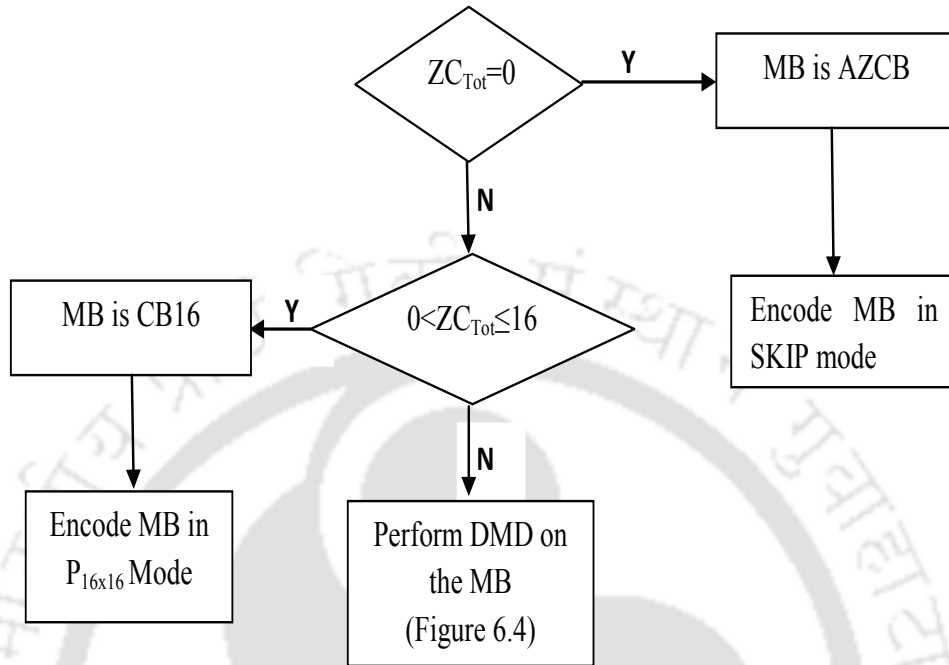 ZC_Tot=0
Y
MB is AZCB
N
Encode MB in
SKIP mode
0<ZC_Tot≤16
Y
MB is CB16
N
Encode MB in
P_16x16 Mode
Perform DMD on
the MB
(Figure 6.4)